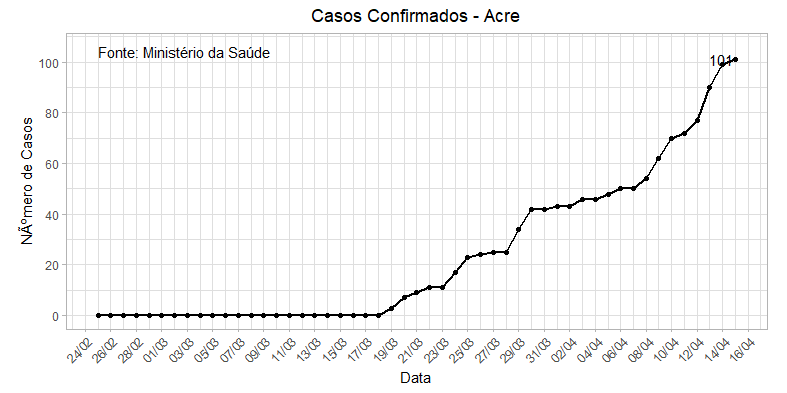 Casos Confirmados - Acre
Fonte: Ministério da Saúde
101
NÃºmero de Casos
100
80
60
40
20
0
24/02 26/02 28/02 01/03 03/03 05/03 07/03 09/03 11/03 13/03 15/03 17/03 19/03 21/03 23/03 25/03 27/03 29/03 31/03 02/04 04/04 06/04 08/04 10/04 12/04 14/04 16/04
Data